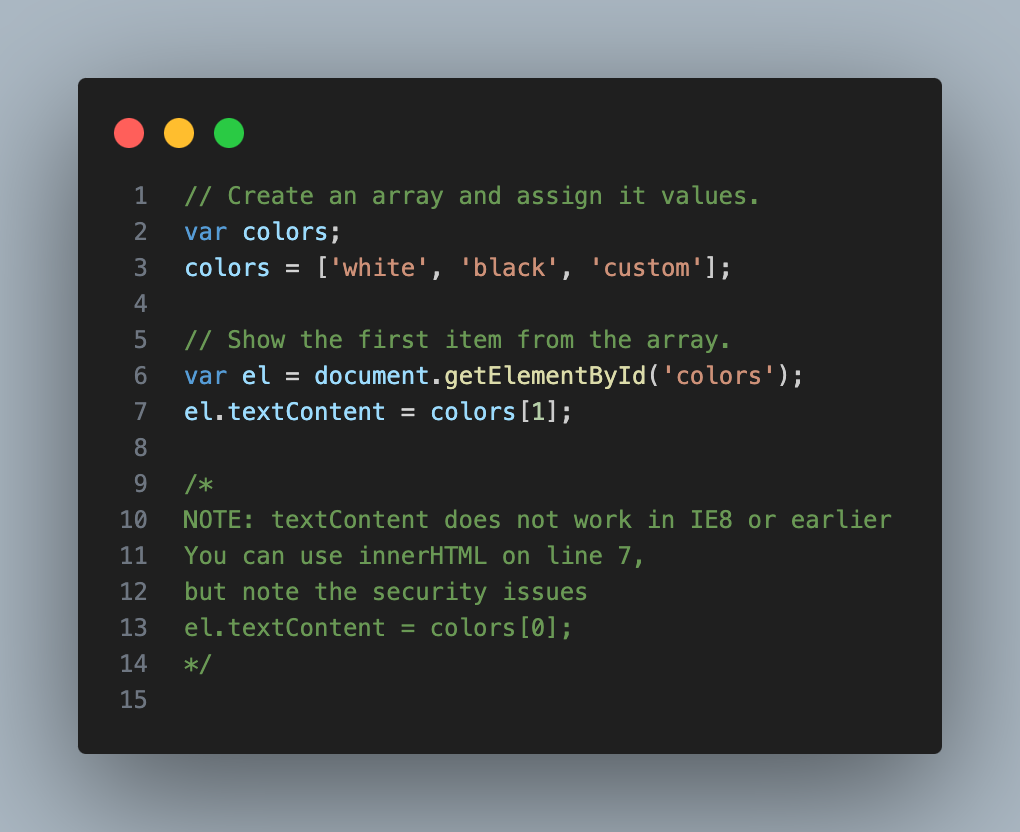 1 // Create an array and assign it values.
2 var colors;
3 colors = ['white', 'black', 'custom'];
4
5 // Show the first item from the array.
6 var el = document.getElementById('colors');
7 el.textContent = colors[1];
8
9 /*
10 NOTE: textContent does not work in IE8 or earlier
11 You can use innerHTML on line 7,
12 but note the security issues
13 el.textContent = colors[0];
14 */
15